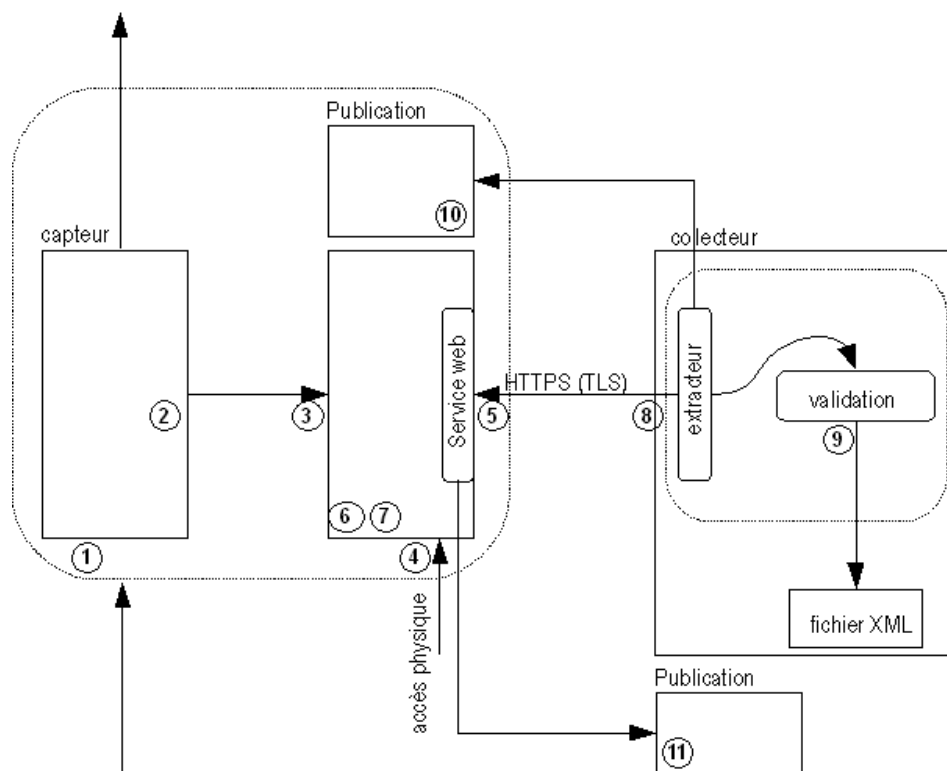 Publication
10
capteur
collecteur
Service web
HTTPS (TLS)
extracteur
validation
2
3
5
8
9
6
7
1
4
accès physique
fichier XML
Publication
11